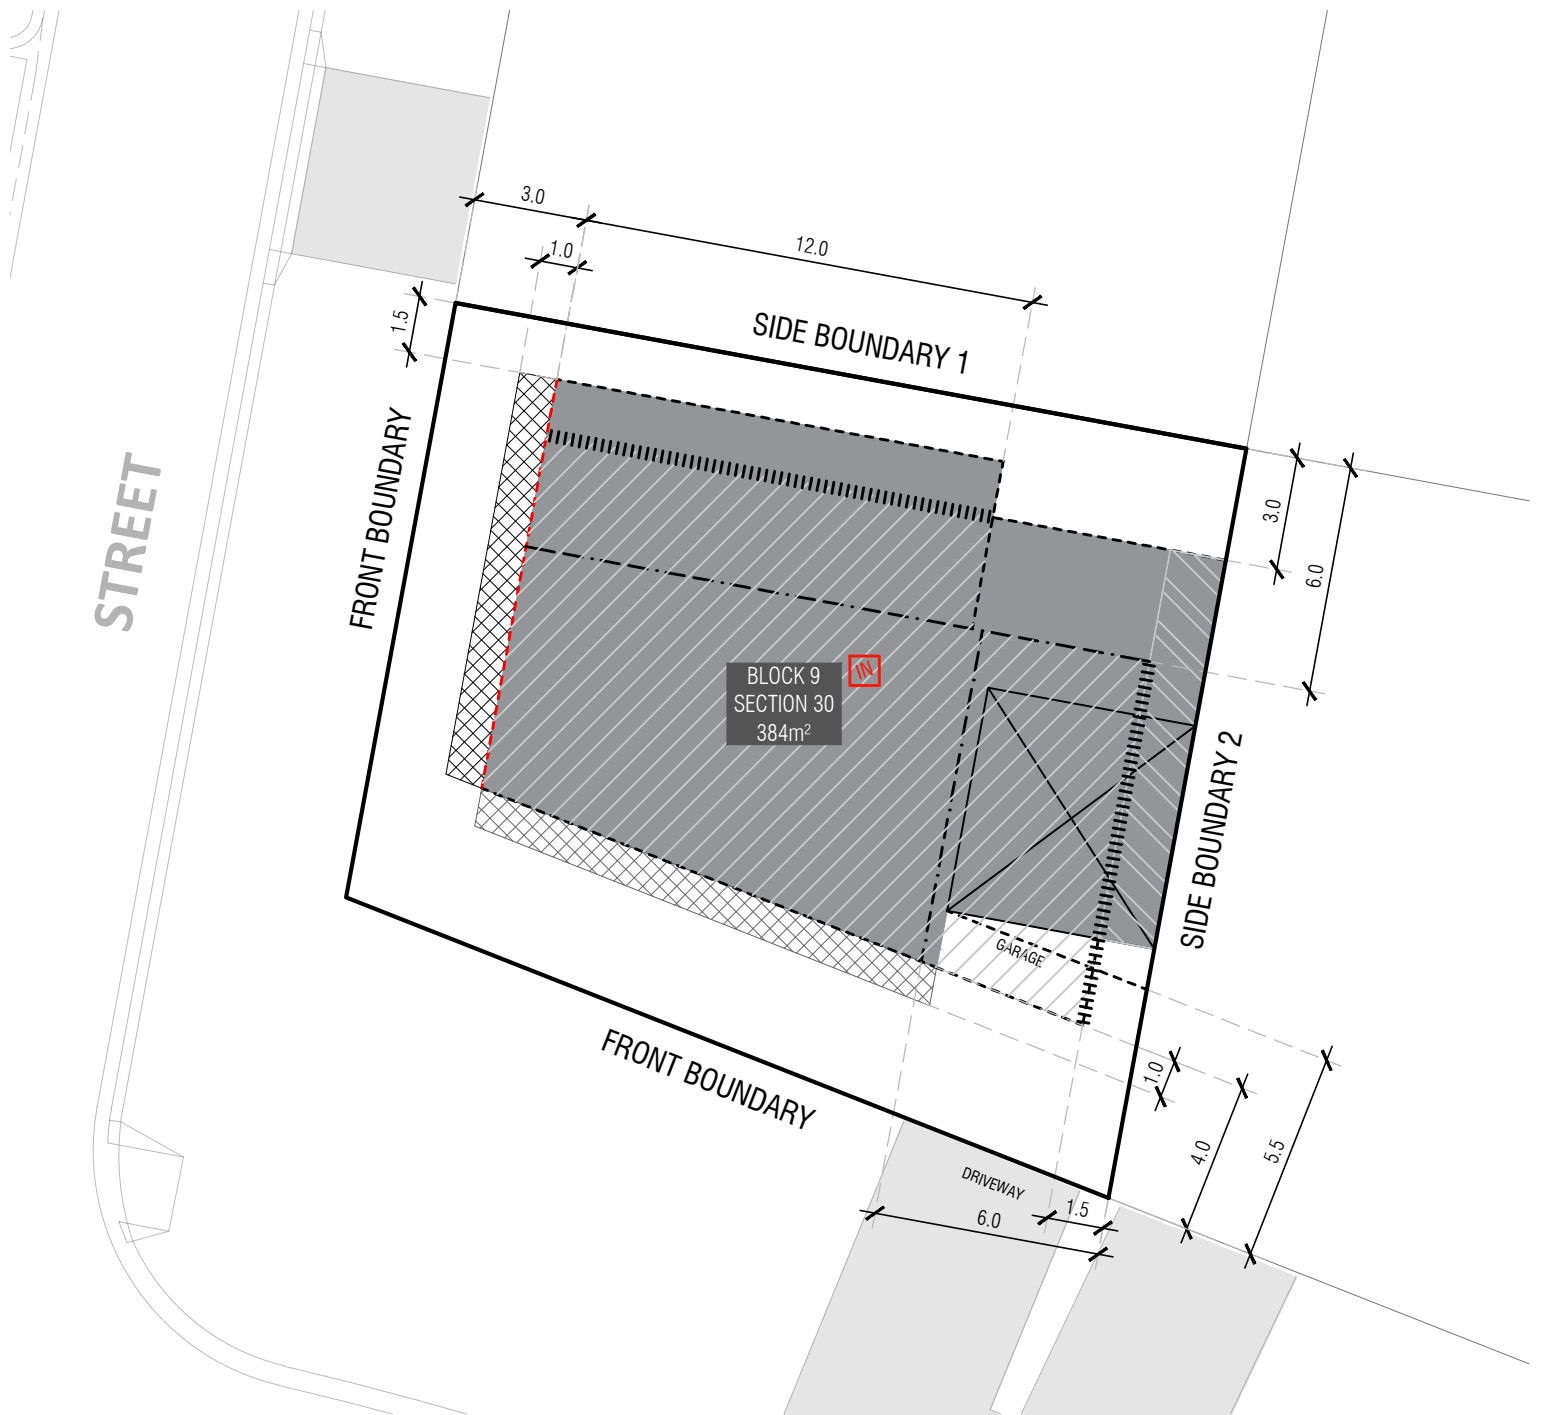 3.0
1.0
12.0
SIDE BOUNDARY 1
1.5
FRONT BOUNDARY
STREET
3.0
6.0
IN
BLOCK 9
SECTION 30
384m²
SIDE BOUNDARY 2
GARAGE
FRONT BOUNDARY
1.0
4.0
5.5
DRIVEWAY
1.5
6.0